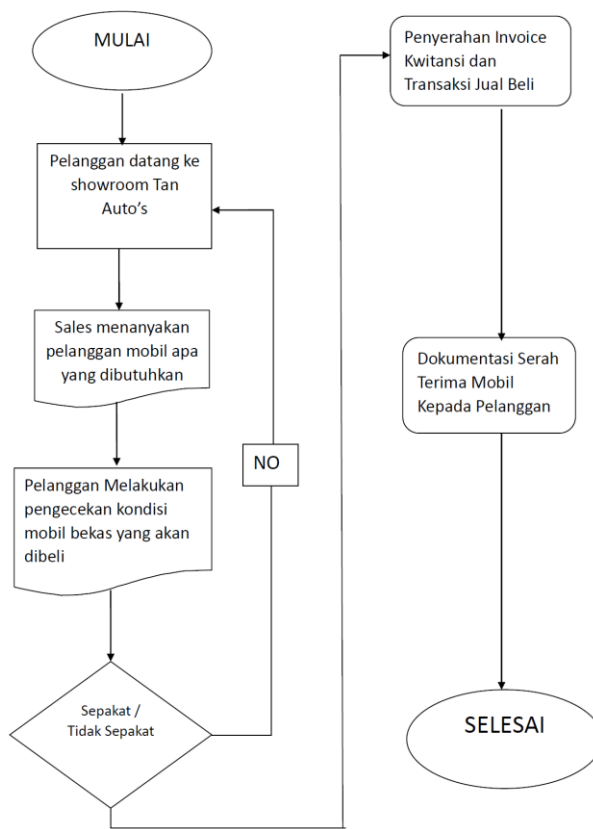 MULAI
Pelanggan datang ke
showroom Tan
Auto’s
Sales menanyakan
pelanggan mobil apa
yang dibutuhkan
Pelanggan Melakukan
pengecekan kondisi
mobil bekas yang akan
dibeli
Sepakat /
Tidak Sepakat
NO
Penyerahan Invoice
Kwitansi dan
Transaksi Jual Beli
Dokumentasi Serah
Terima Mobil
Kepada Pelanggan
SELESAI